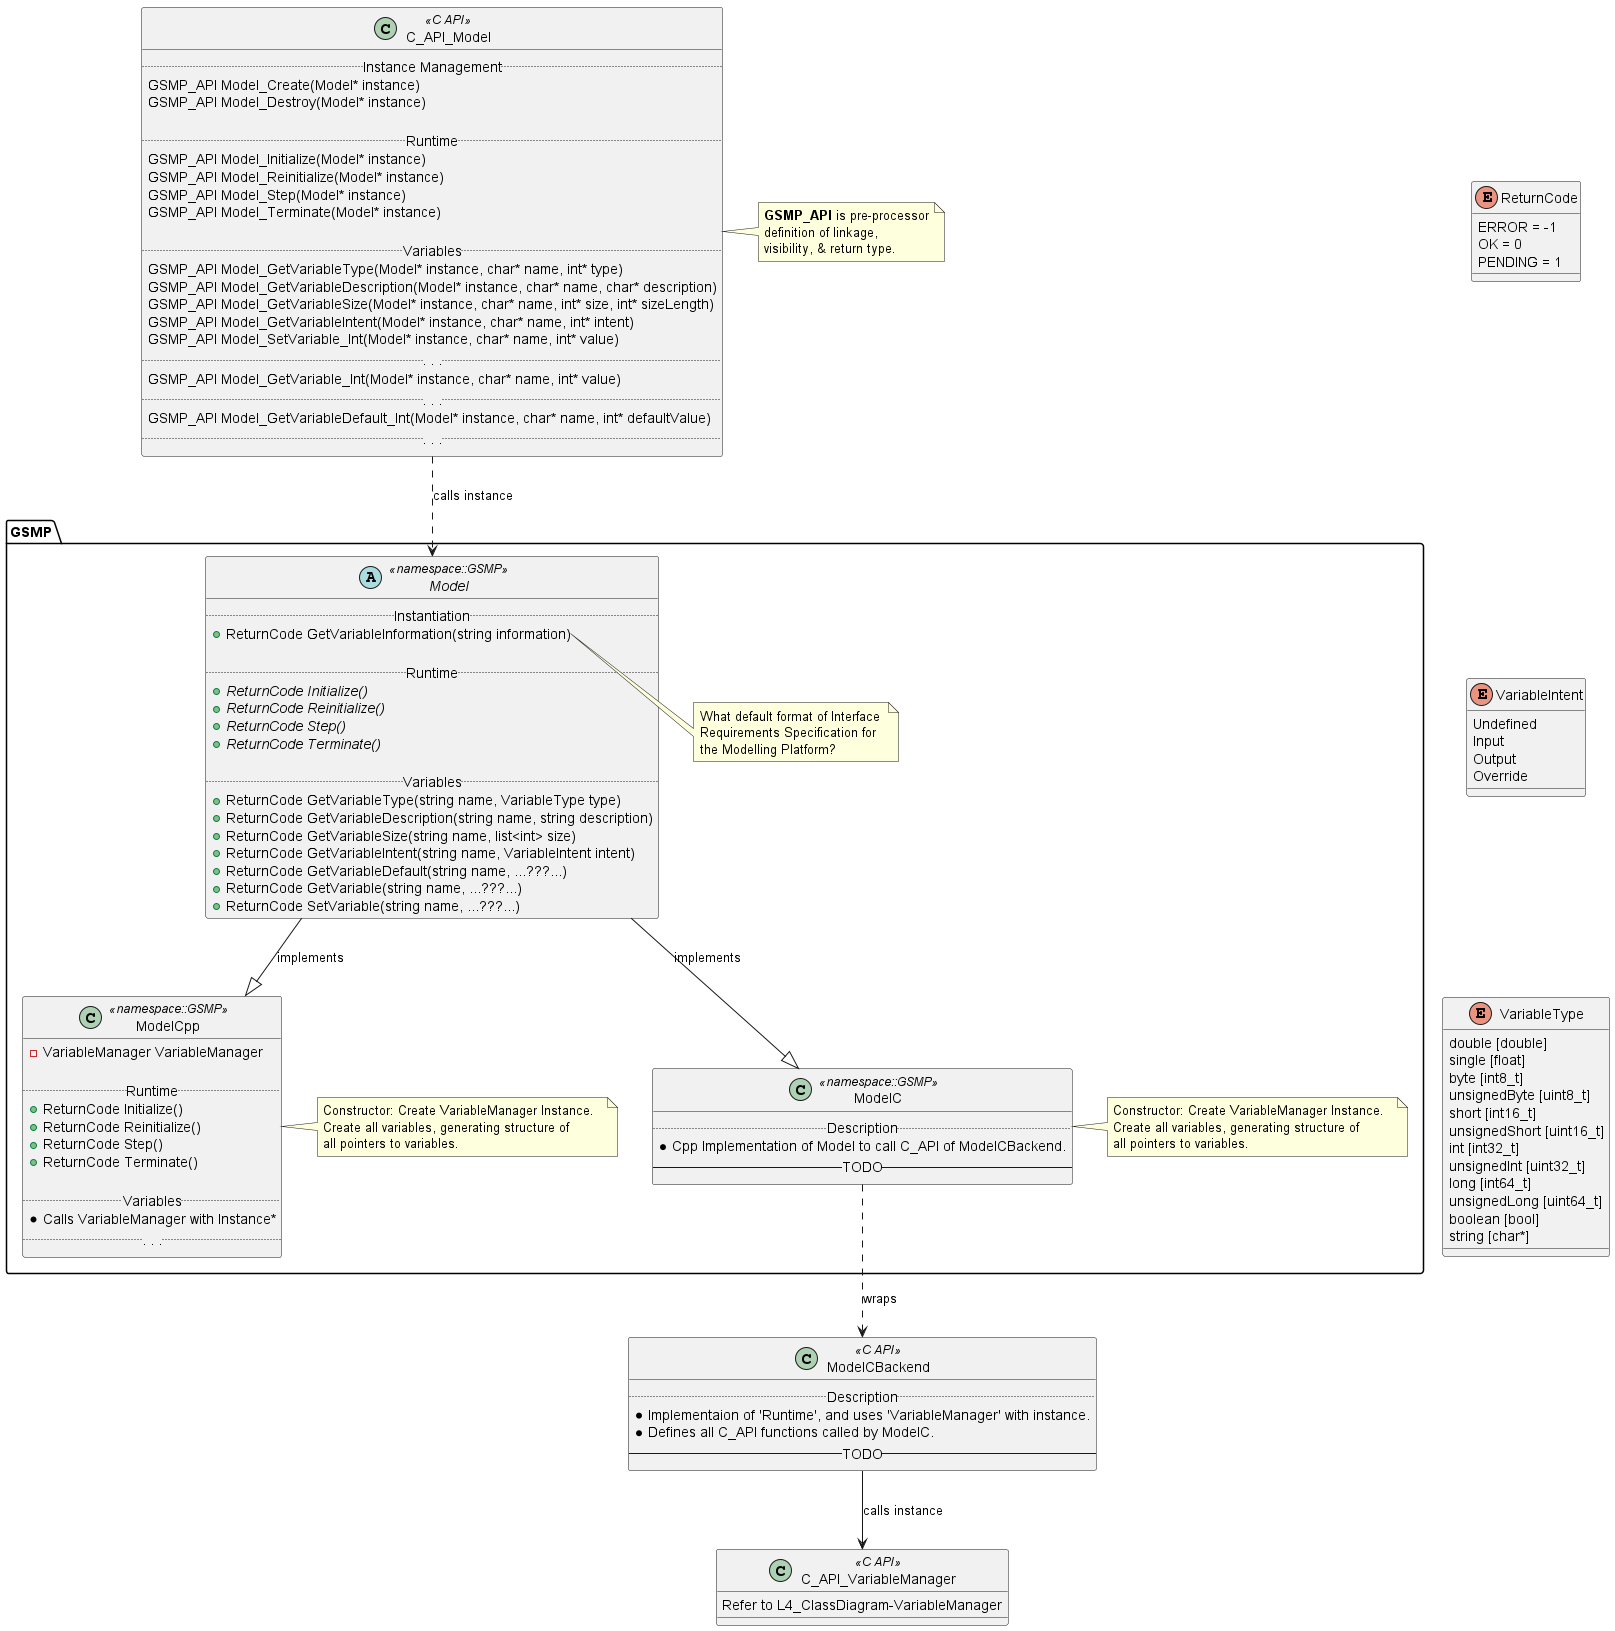 «C API»
C
C_API_Model
Instance Management
GSMP_API Model_Create(Model* instance)
GSMP_API Model_Destroy(Model* instance)
Runtime
GSMP_API Model_Initialize(Model* instance)
GSMP_API Model_Reinitialize(Model* instance)
GSMP_API Model_Step(Model* instance)
GSMP_API Model_Terminate(Model* instance)
Variables
GSMP_API Model_GetVariableType(Model* instance, char* name, int* type)
GSMP_API Model_GetVariableDescription(Model* instance, char* name, char* description)
GSMP_API Model_GetVariableSize(Model* instance, char* name, int* size, int* sizeLength)
GSMP_API Model_GetVariableIntent(Model* instance, char* name, int* intent)
GSMP_API Model_SetVariable_Int(Model* instance, char* name, int* value)
. . .
GSMP_API Model_GetVariable_Int(Model* instance, char* name, int* value)
. . .
GSMP_API Model_GetVariableDefault_Int(Model* instance, char* name, int* defaultValue)
. . .
GSMP_API is pre-processor
definition of linkage,
visibility, & return type.
E ReturnCode
ERROR = -1
OK = 0
PENDING = 1
calls instance
GSMP
«namespace::GSMP»
A
Model
Instantiation
ReturnCode GetVariableInformation(string information)
Runtime
ReturnCode Initialize()
ReturnCode Reinitialize()
ReturnCode Step()
ReturnCode Terminate()
Variables
ReturnCode GetVariableType(string name, VariableType type)
ReturnCode GetVariableDescription(string name, string description)
ReturnCode GetVariableSize(string name, list<int> size)
ReturnCode GetVariableIntent(string name, VariableIntent intent)
ReturnCode GetVariableDefault(string name, ...???...)
ReturnCode GetVariable(string name, ...???...)
ReturnCode SetVariable(string name, ...???...)
What default format of Interface
Requirements Specification for
the Modelling Platform?
E VariableIntent
Undefined
Input
Output
Override
implements
implements
«namespace::GSMP»
C
ModelCpp
VariableManager VariableManager
Runtime
ReturnCode Initialize()
ReturnCode Reinitialize()
ReturnCode Step()
ReturnCode Terminate()
Variables
Calls VariableManager with Instance*
. . .
Constructor: Create VariableManager Instance.
Create all variables, generating structure of
all pointers to variables.
«namespace::GSMP»
C
ModelC
Description
Cpp Implementation of Model to call C_API of ModelCBackend.
TODO
Constructor: Create VariableManager Instance.
Create all variables, generating structure of
all pointers to variables.
E VariableType
double [double]
single [float]
byte [int8_t]
unsignedByte [uint8_t]
short [int16_t]
unsignedShort [uint16_t]
int [int32_t]
unsignedInt [uint32_t]
long [int64_t]
unsignedLong [uint64_t]
boolean [bool]
string [char*]
wraps
«C API»
C
ModelCBackend
Description
Implementaion of 'Runtime', and uses 'VariableManager' with instance.
Defines all C_API functions called by ModelC.
TODO
calls instance
«C API»
C
C_API_VariableManager
Refer to L4_ClassDiagram-VariableManager